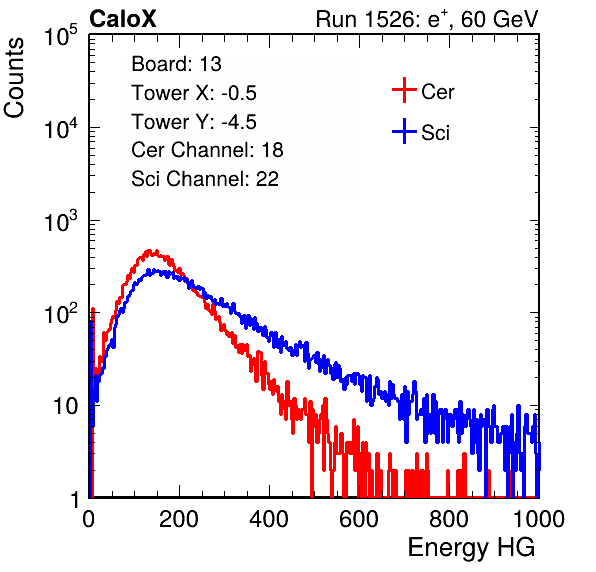 CaloX Run 1526: e⁺, 60 GeV
Counts
10⁵
10⁴
10³
10²
10
1
Board: 13
Tower X: -0.5
Tower Y: -4.5
Cer Channel: 18
Sci Channel: 22
Cer
Sci
0 200 400 600 800 1000
Energy HG